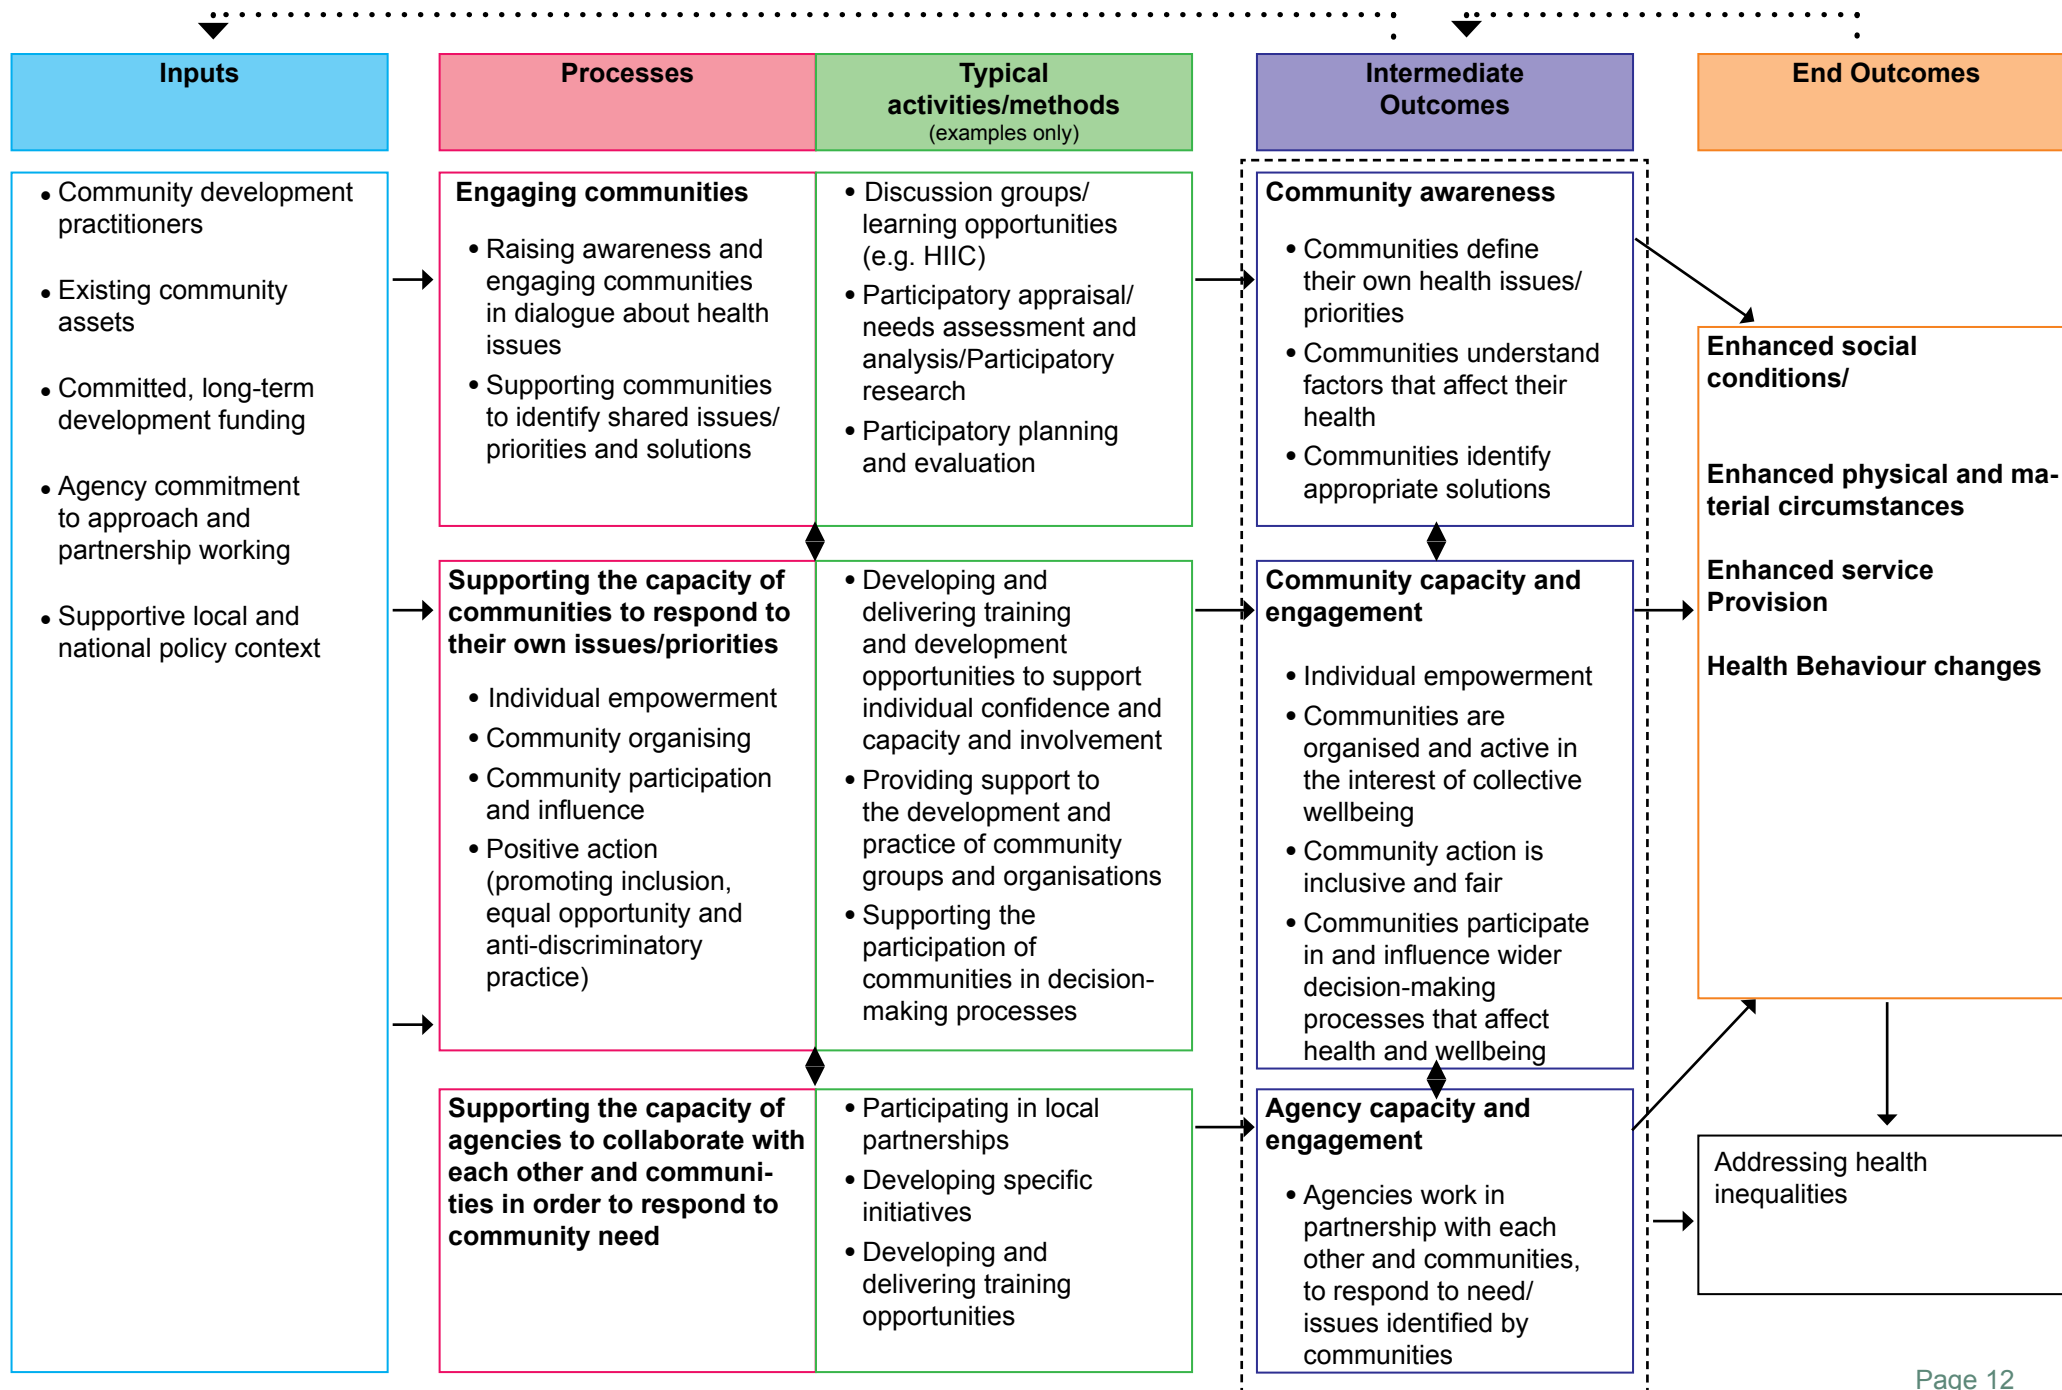 Inputs
Processes
Typical
activities/methods
(examples only)
Intermediate
Outcomes
End Outcomes
• Community development
practitioners
• Existing community
assets
• Committed, long-term
development funding
• Agency commitment
to approach and
partnership working
• Supportive local and
national policy context
Engaging communities
• Raising awareness and
engaging communities
in dialogue about health
issues
• Supporting communities
to identify shared issues/
priorities and solutions
• Discussion groups/
learning opportunities
(e.g. HIIC)
• Participatory appraisal/
needs assessment and
analysis/Participatory
research
• Participatory planning
and evaluation
Community awareness
• Communities define
their own health issues/
priorities
• Communities understand
factors that affect their
health
• Communities identify
appropriate solutions
Supporting the capacity of
communities to respond to
their own issues/priorities
• Individual empowerment
• Community organising
• Community participation
and influence
• Positive action
(promoting inclusion,
equal opportunity and
anti-discriminatory
practice)
• Developing and
delivering training
and development
opportunities to support
individual confidence and
capacity and involvement
• Providing support to
the development and
practice of community
groups and organisations
• Supporting the
participation of
communities in decision-
making processes
Community capacity and
engagement
• Individual empowerment
• Communities are
organised and active in
the interest of collective
wellbeing
• Community action is
inclusive and fair
• Communities participate
in and influence wider
decision-making
processes that affect
health and wellbeing
Supporting the capacity of
agencies to collaborate with
each other and communi-
ties in order to respond to
community need
• Participating in local
partnerships
• Developing specific
initiatives
• Developing and
delivering training
opportunities
Agency capacity and
engagement
• Agencies work in
partnership with each
other and communities,
to respond to need/
issues identified by
communities
Enhanced social
conditions/
Enhanced physical and ma-
terial circumstances
Enhanced service
Provision
Health Behaviour changes
Addressing health
inequalities
Page 12